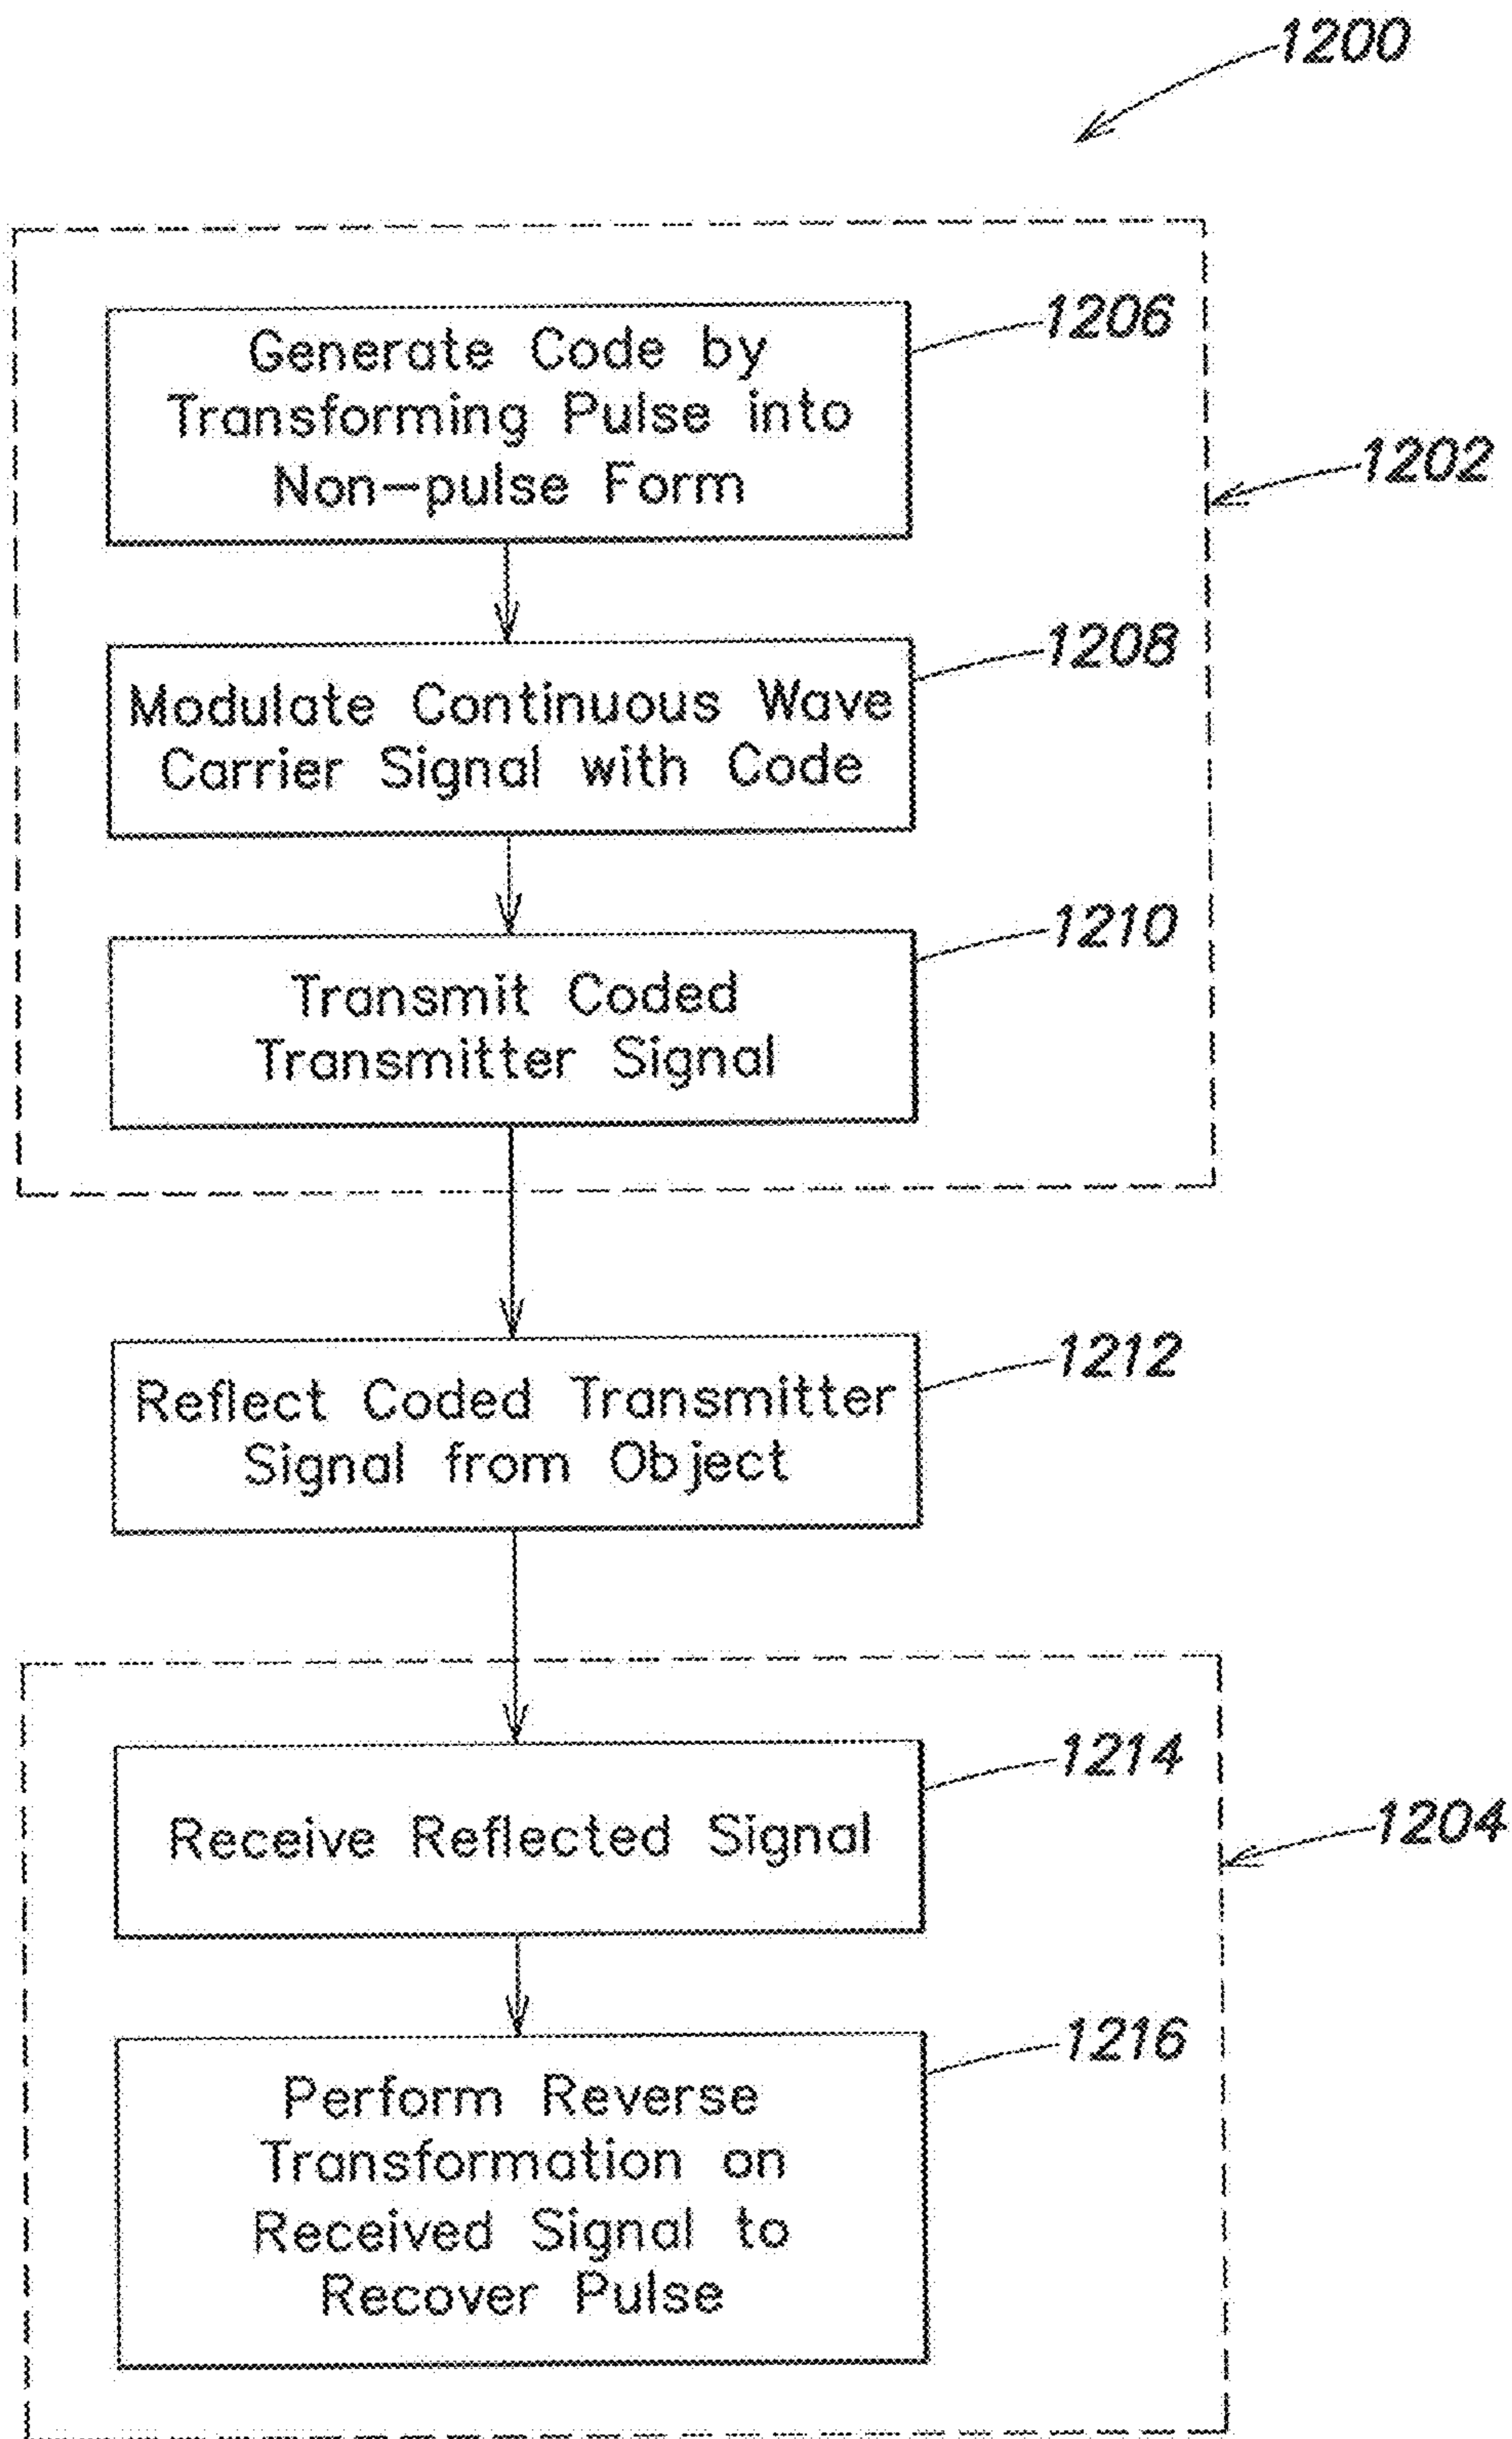 1200
1206
Generate Code by
Transforming Pulse into
Non-pulse Form
1202
1208
Modulate Continuous Wave
Carrier Signal with Code
1210
Transmit Coded
Transmitter Signal
1212
Reflect Coded Transmitter
Signal from Object
1214
Receive Reflected Signal
1204
1216
Perform Reverse
Transformation on
Received Signal to
Recover Pulse